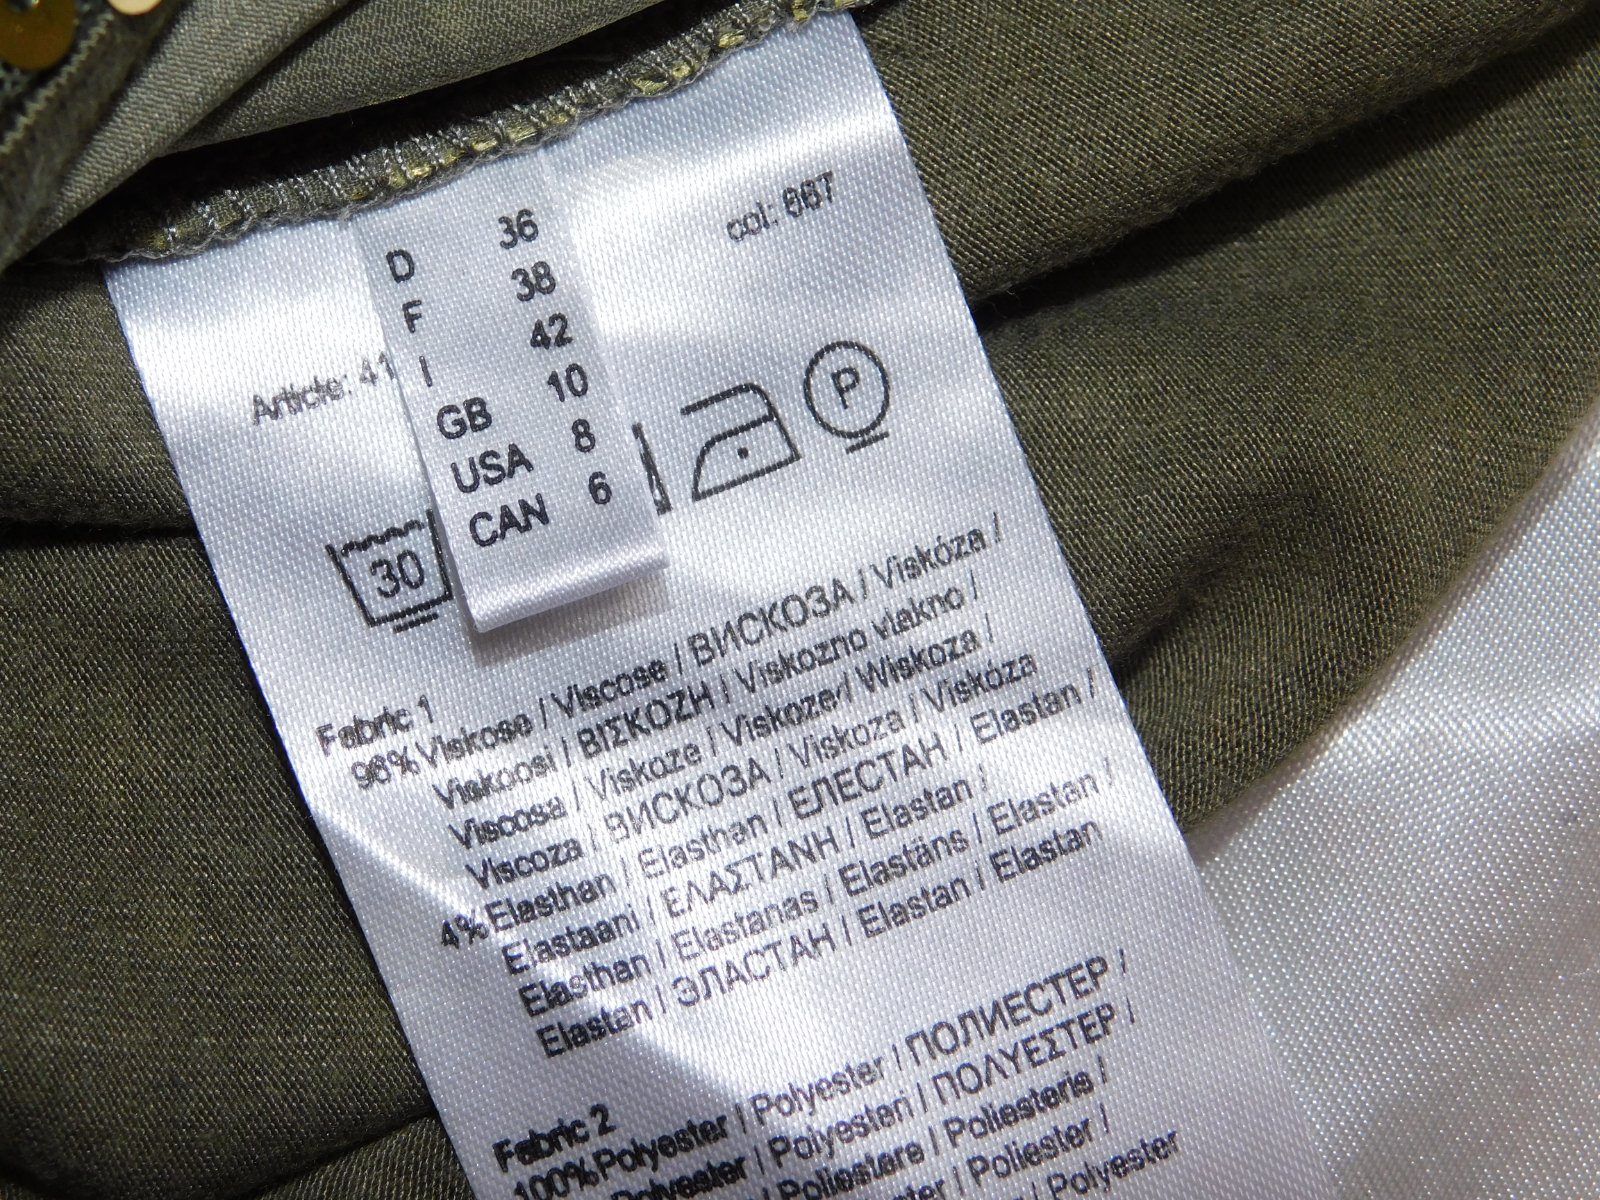 D 36
F 38
I 42
GB 10
USA 8
CAN 6
col: 667
Article: 41
30
P
Fabric 1
96% Viskose / Viscose / ВИСКОЗА / Viskóza /
Viskoosi / ΒΙΣΚΟΖΗ / Viskozno vlakno /
Viscosa / Viskoze / Viskoze/ Wiskoza /
Viscoza / ВИСКОЗА / Viskoza / Viskóza
4% Elasthan / Elasthan / ЕЛЕСТАН / Elastan /
Elastaani / ΕΛΑΣΤΑΝΗ / Elastan /
Elasthan / Elastanas / Elastāns / Elastan /
Elastan / ЭЛАСТАН / Elastan / Elastan
Fabric 2
100% Polyester / Polyester / ПОЛИЕСТЕР /
Polyester / Polyesteri / ΠΟΛΥΕΣΤΕΡ /
Poliestere / Poliesteris /
Poliester /
Polyester